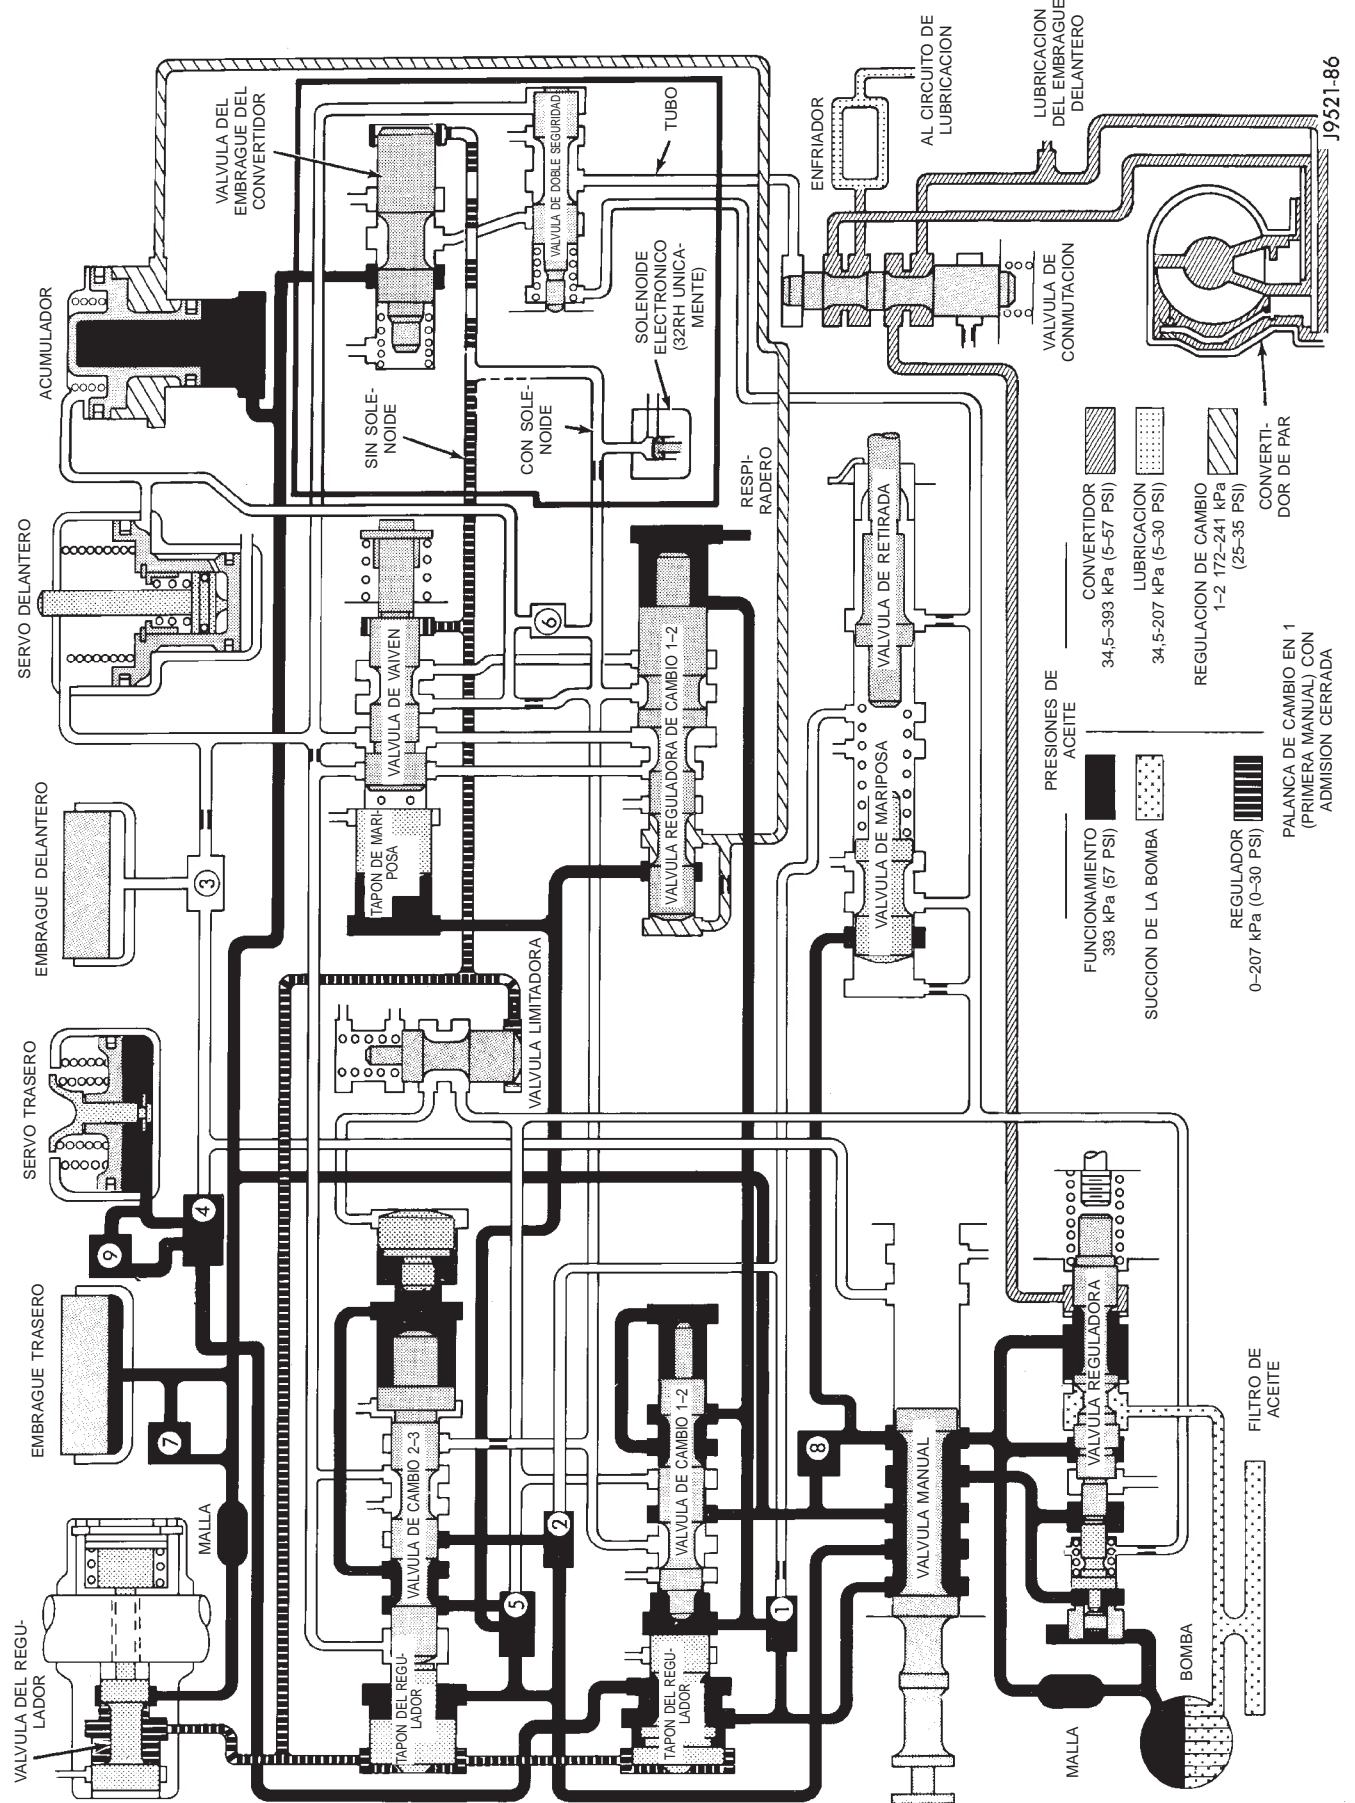 VALVULA DEL REGU-
LADOR
MALLA
EMBRAGUE TRASERO
7
9
4
SERVO TRASERO
EMBRAGUE DELANTERO
3
SERVO DELANTERO
ACUMULADOR
VALVULA DEL
EMBRAGUE DEL
CONVERTIDOR
TAPON DEL REGU-
LADOR
VALVULA DE CAMBIO 2–3
5
2
VALVULA LIMITADORA
TAPON DE MARI-
POSA
VALVULA DE VAIVEN
6
SIN SOLE-
NOIDE
CON SOLE-
NOIDE
VALVULA DE DOBLE SEGURIDAD
SOLENOIDE
ELECTRONICO
(32RH UNICA-
MENTE)
TUBO
TAPON DEL REGU-
LADOR
VALVULA DE CAMBIO 1–2
1
8
VALVULA REGULADORA DE CAMBIO 1–2
RESPI-
RADERO
VALVULA DE MARIPOSA
VALVULA DE RETIRADA
ENFRIADOR
AL CIRCUITO DE
LUBRICACION
LUBRICACION
DEL EMBRAGUE
DELANTERO
VALVULA DE
CONMUTACION
VALVULA MANUAL
VALVULA REGULADORA
MALLA
BOMBA
FILTRO DE
ACEITE
PRESIONES DE
ACEITE
FUNCIONAMIENTO
393 kPa (57 PSI)
SUCCION DE LA BOMBA
REGULADOR
0–207 kPa (0–30 PSI)
CONVERTIDOR
34,5–393 kPa (5–57 PSI)
LUBRICACION
34,5-207 kPa (5–30 PSI)
REGULACION DE CAMBIO
1–2 172–241 kPa
(25–35 PSI)
CONVERTI-
DOR DE PAR
PALANCA DE CAMBIO EN 1
(PRIMERA MANUAL) CON
ADMISION CERRADA
J9521-86